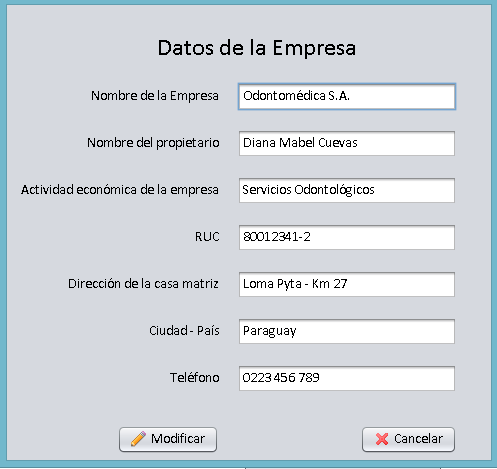 Datos de la Empresa
Nombre de la Empresa Odontomédica S.A.
Nombre del propietario Diana Mabel Cuevas
Actividad económica de la empresa Servicios Odontológicos
RUC 80012341-2
Dirección de la casa matriz Loma Pyta - Km 27
Ciudad - País Paraguay
Teléfono 0223 456 789
Modificar Cancelar